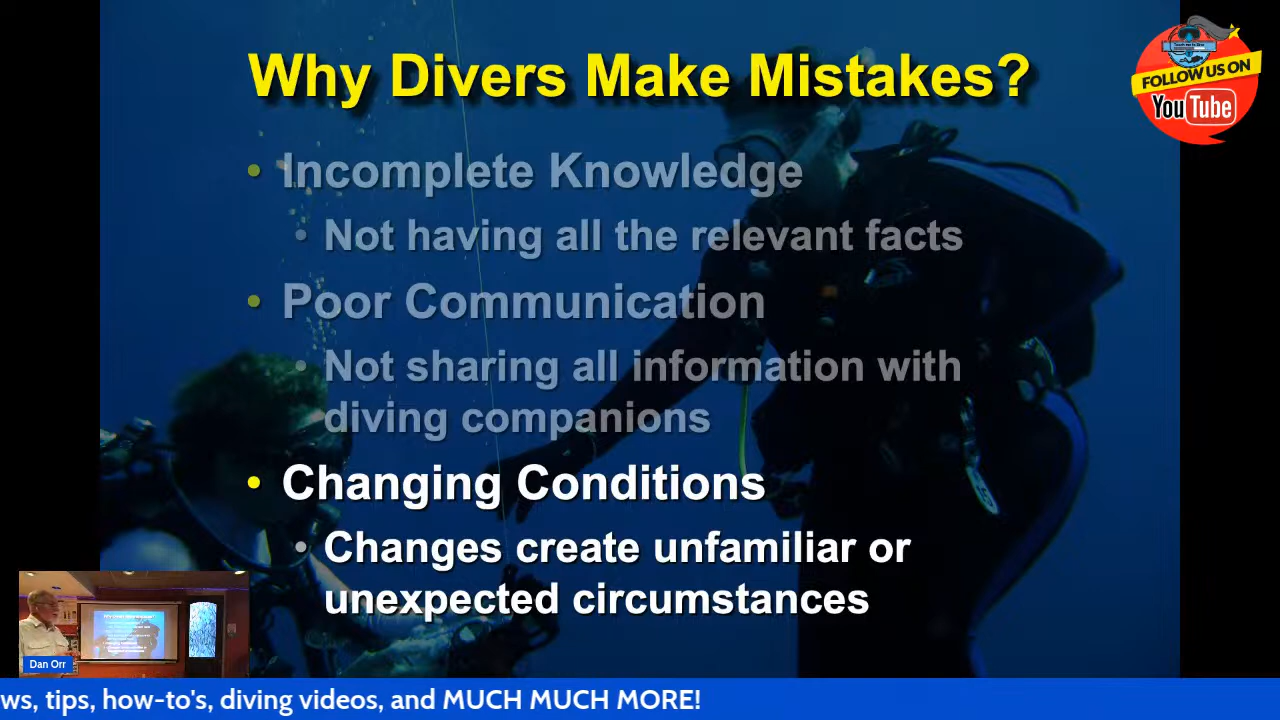 Why Divers Make Mistakes?
FOLLOW US ON
YouTube
• Incomplete Knowledge
• Not having all the relevant facts
• Poor Communication
• Not sharing all information with
diving companions
• Changing Conditions
• Changes create unfamiliar or
unexpected circumstances
Dan Orr
ws, tips, how-to's, diving videos, and MUCH MUCH MORE!